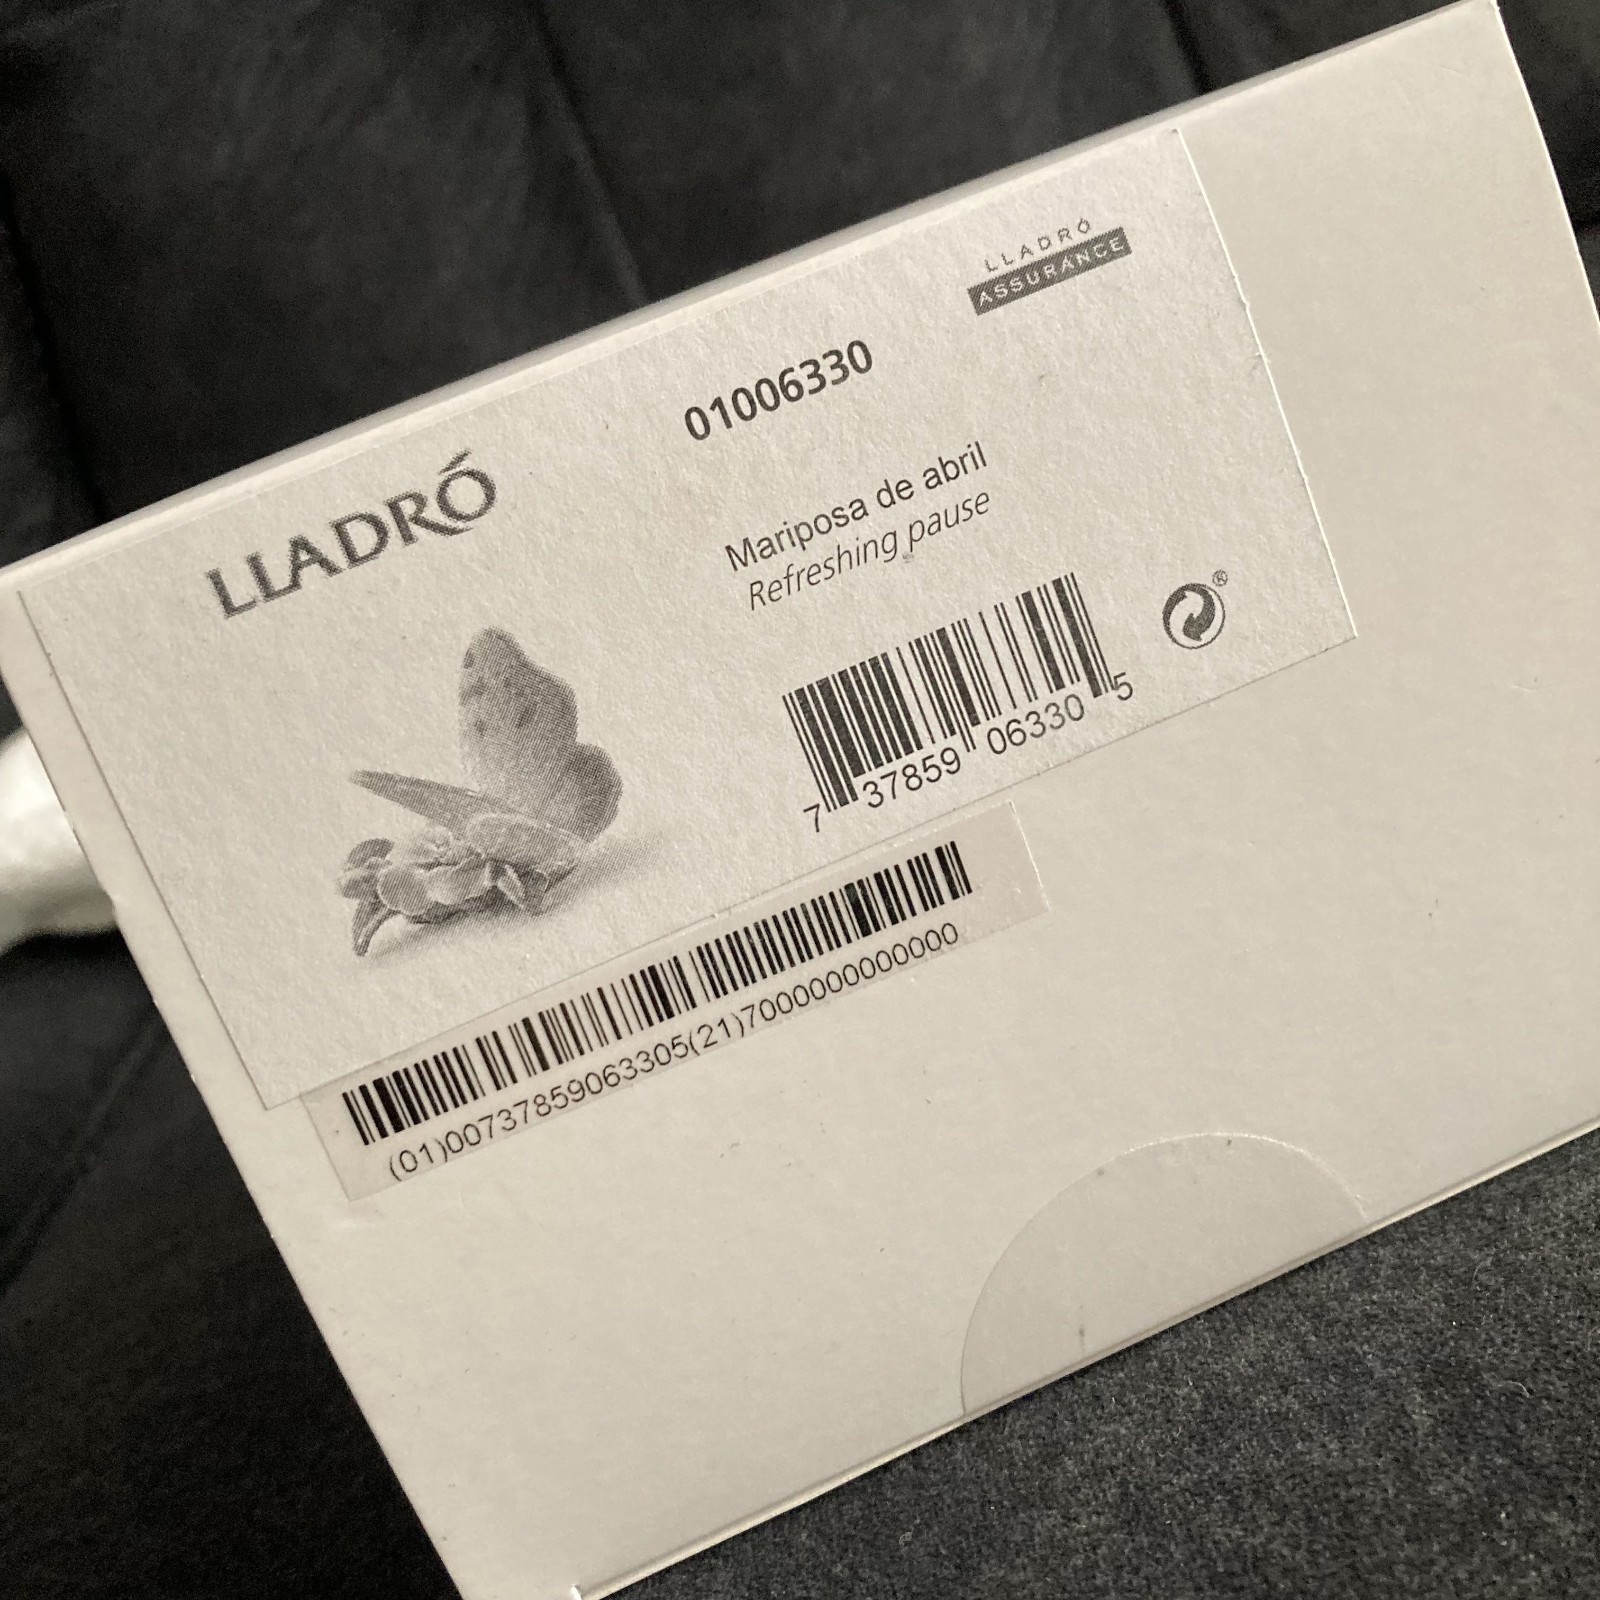 LLADRÓ
ASSURANCE
01006330
LLADRÓ
Mariposa de abril
Refreshing pause
®
7 37859 06330 5
(01)00737859063305(21)7000000000000